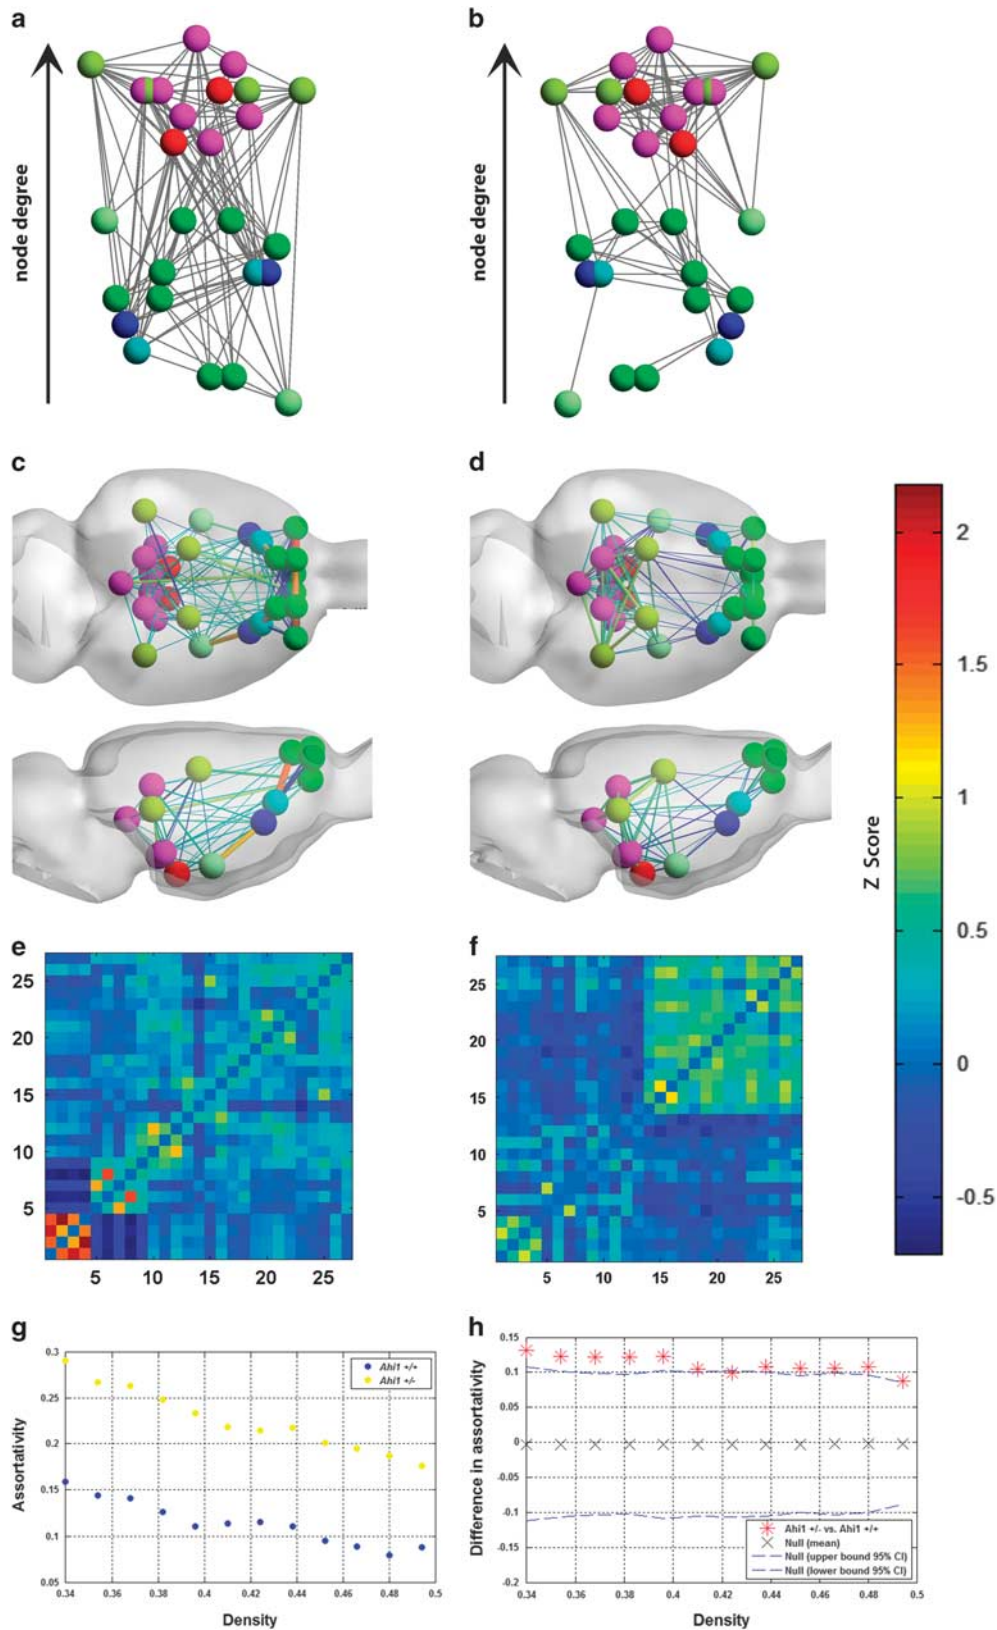 a
b
node degree
node degree
c
d
2
1.5
1
0.5
0
-0.5
Z Score
e
25
20
15
10
5
5 10 15 20 25
f
25
20
15
10
5
5 10 15 20 25
g
0.3
0.25
0.2
0.15
0.1
0.05
0.34 0.36 0.38 0.4 0.42 0.44 0.46 0.48 0.5
Assortativity
Density
Ahi1 +/+
Ahi1 +/-
h
0.15
0.1
0.05
0
-0.05
-0.1
-0.15
-0.2
0.34 0.36 0.38 0.4 0.42 0.44 0.46 0.48 0.5
Difference in assortativity
Density
Ahi1 +/- vs. Ahi1 +/+
Null (mean)
Null (upper bound 95% CI)
Null (lower bound 95% CI)